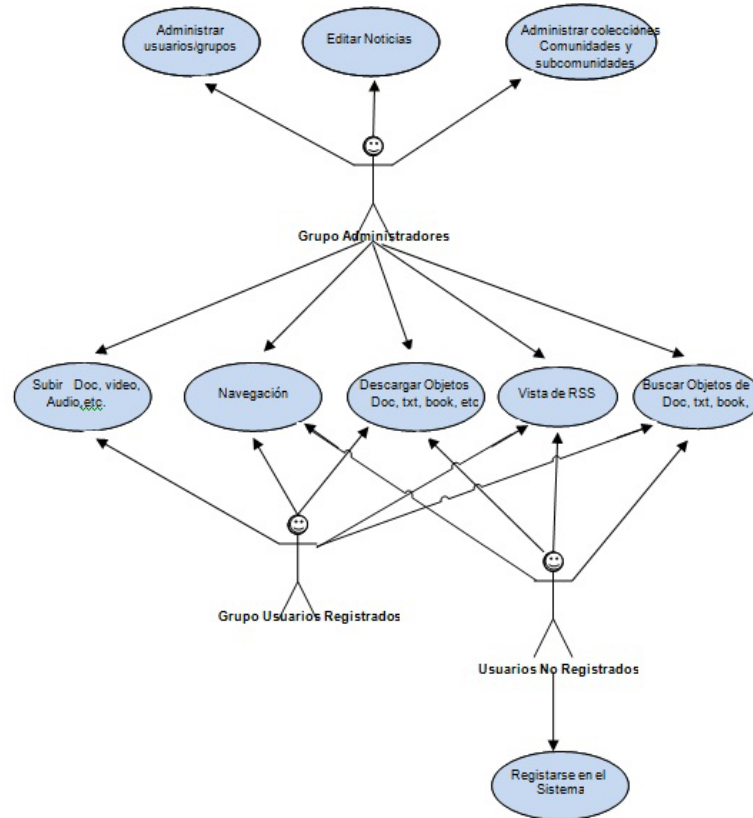 Administrar
usuarios/grupos
Editar Noticias
Administrar colecciónes
Comunidades y
subcomunidades
Grupo Administradores
Subir Doc, video,
Audio,etc.
Navegación
Descargar Objetos
Doc, txt, book, etc
Vista de RSS
Buscar Objetos de
Doc, txt, book,
Grupo Usuarios Registrados
Usuarios No Registrados
Registarse en el
Sistema